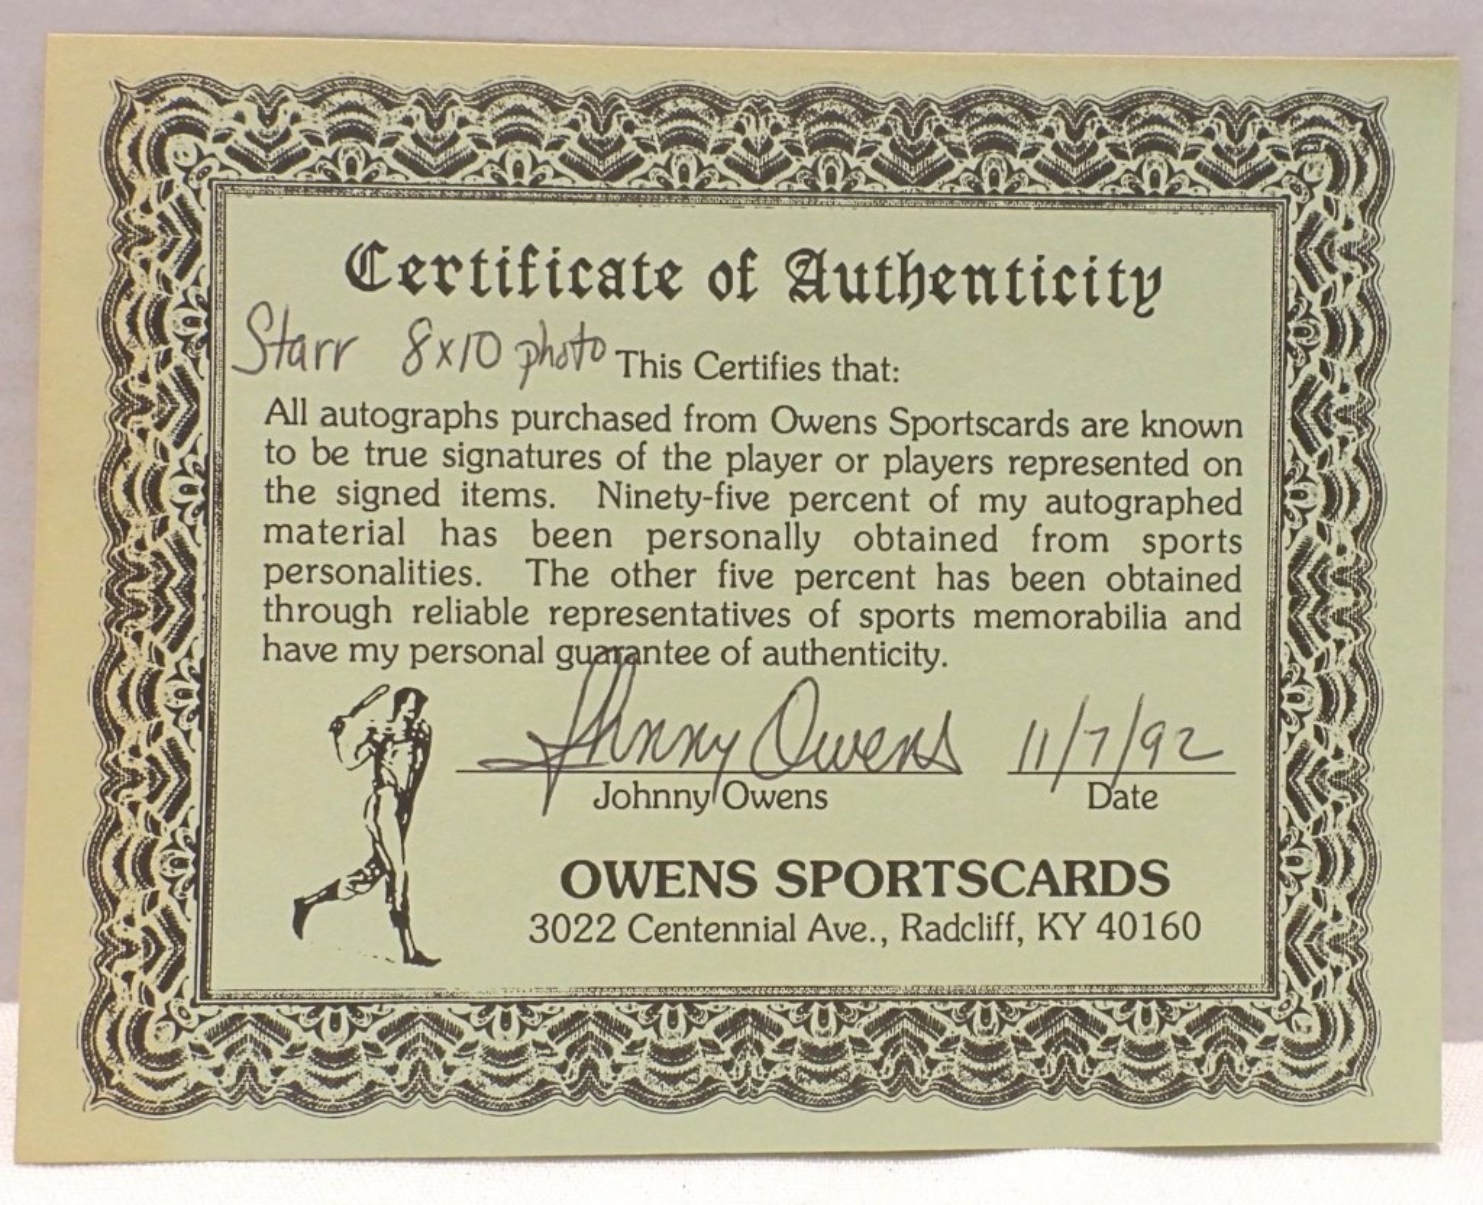 Certificate of Authenticity
Starr 8x10 photo This Certifies that:
All autographs purchased from Owens Sportscards are known
to be true signatures of the player or players represented on
the signed items. Ninety-five percent of my autographed
material has been personally obtained from sports
personalities. The other five percent has been obtained
through reliable representatives of sports memorabilia and
have my personal guarantee of authenticity.
Johnny Owens 11/7/92
Johnny Owens Date
OWENS SPORTSCARDS
3022 Centennial Ave., Radcliff, KY 40160